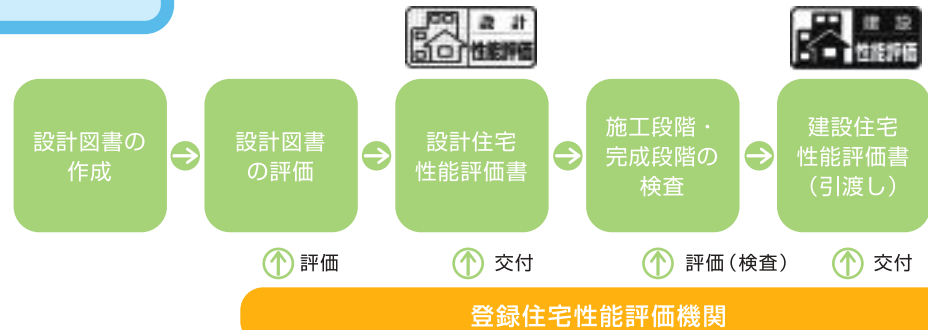 設計
性能評価
建設
性能評価
設計図書の
作成
設計図書
の評価
設計住宅
性能評価書
施工段階・
完成段階の
検査
建設住宅
性能評価書
（引渡し）
評価
交付
評価（検査）
交付
登録住宅性能評価機関